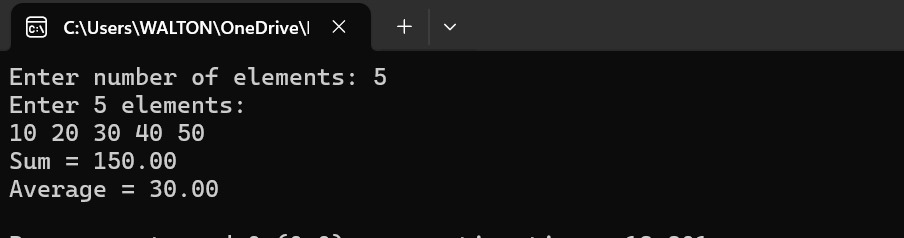 C:\Users\WALTON\OneDrive\
Enter number of elements: 5
Enter 5 elements:
10 20 30 40 50
Sum = 150.00
Average = 30.00